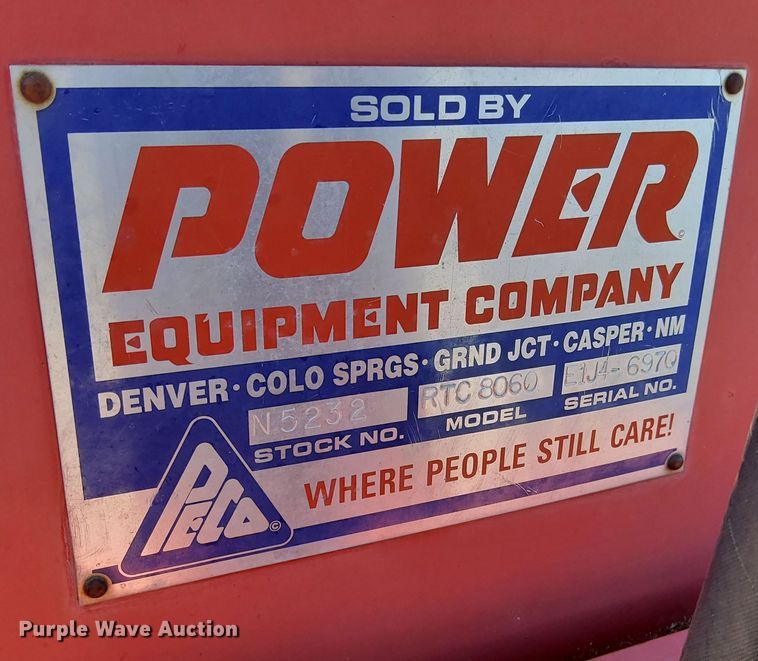 SOLD BY
POWER
EQUIPMENT COMPANY
DENVER · COLO SPRGS · GRND JCT · CASPER · NM
N5232 RTC 8060 E1J4-6970
STOCK NO. MODEL SERIAL NO.
PECO ©
WHERE PEOPLE STILL CARE!
Purple Wave Auction